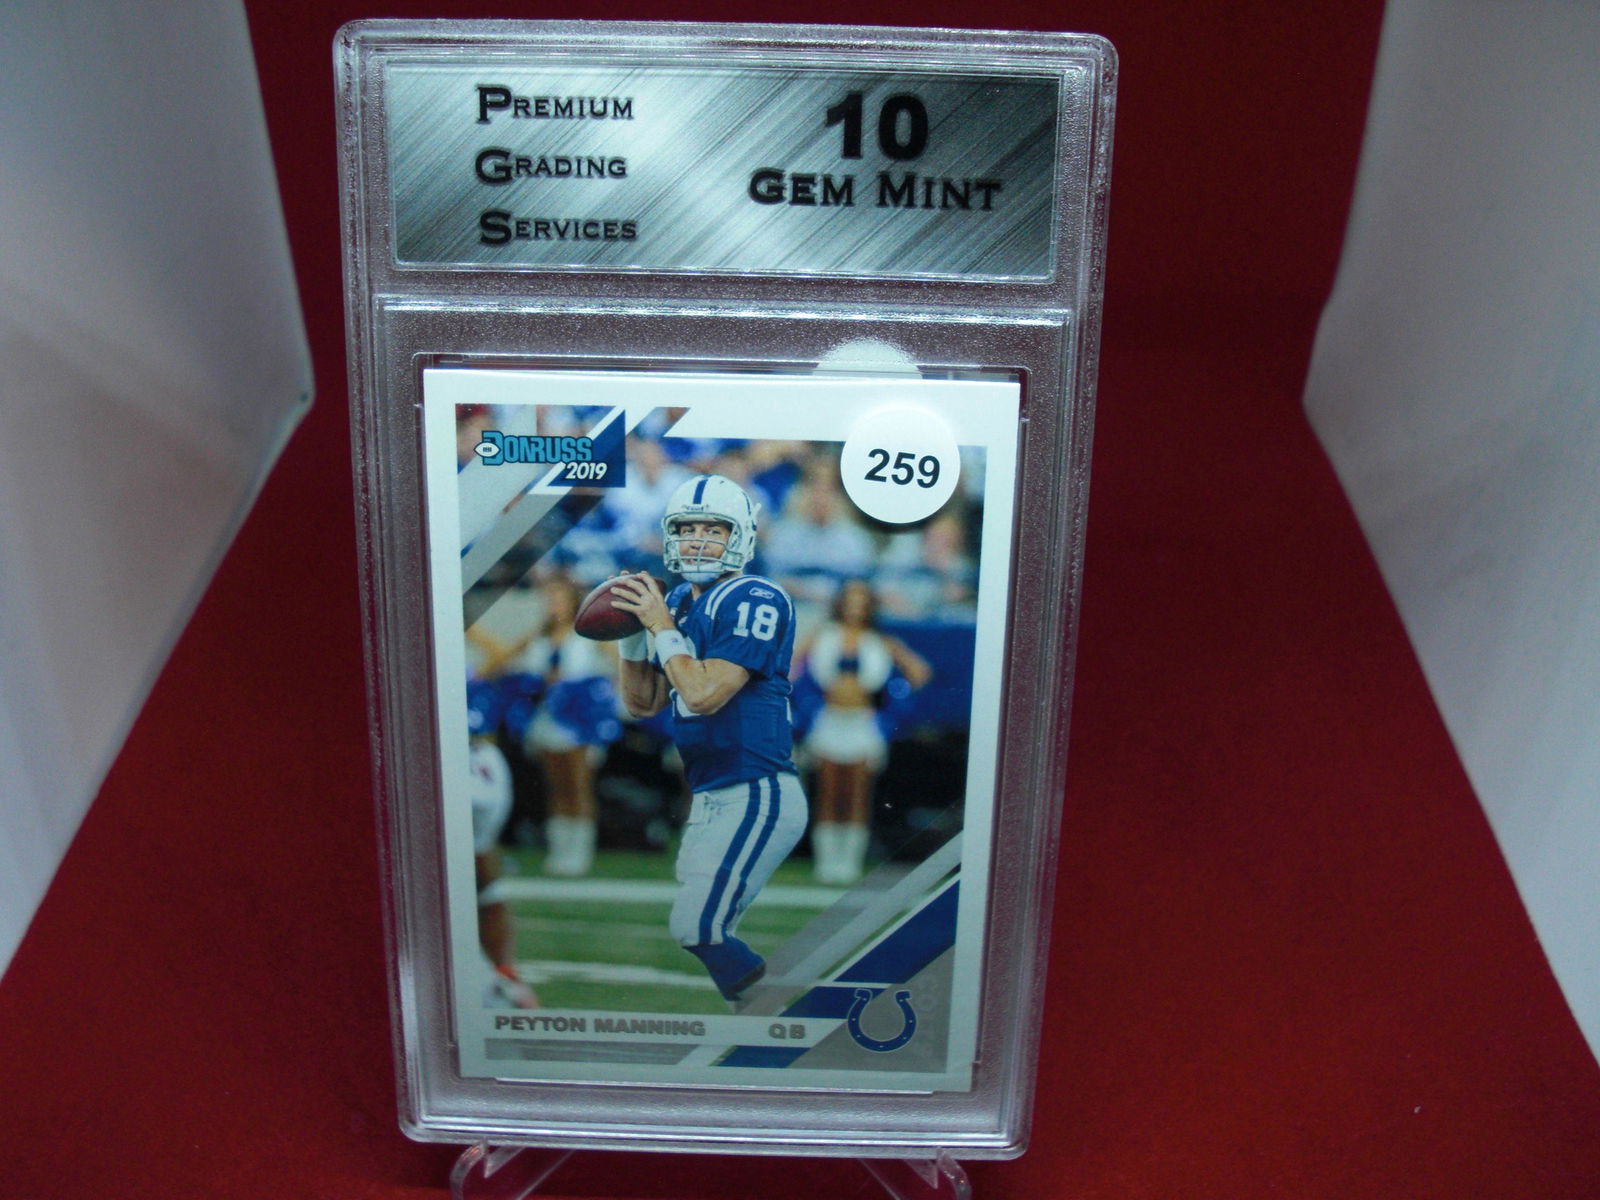 PREMIUM
GRADING
SERVICES
10
GEM MINT
DONRUSS
2019
259
18
PEYTON MANNING QB